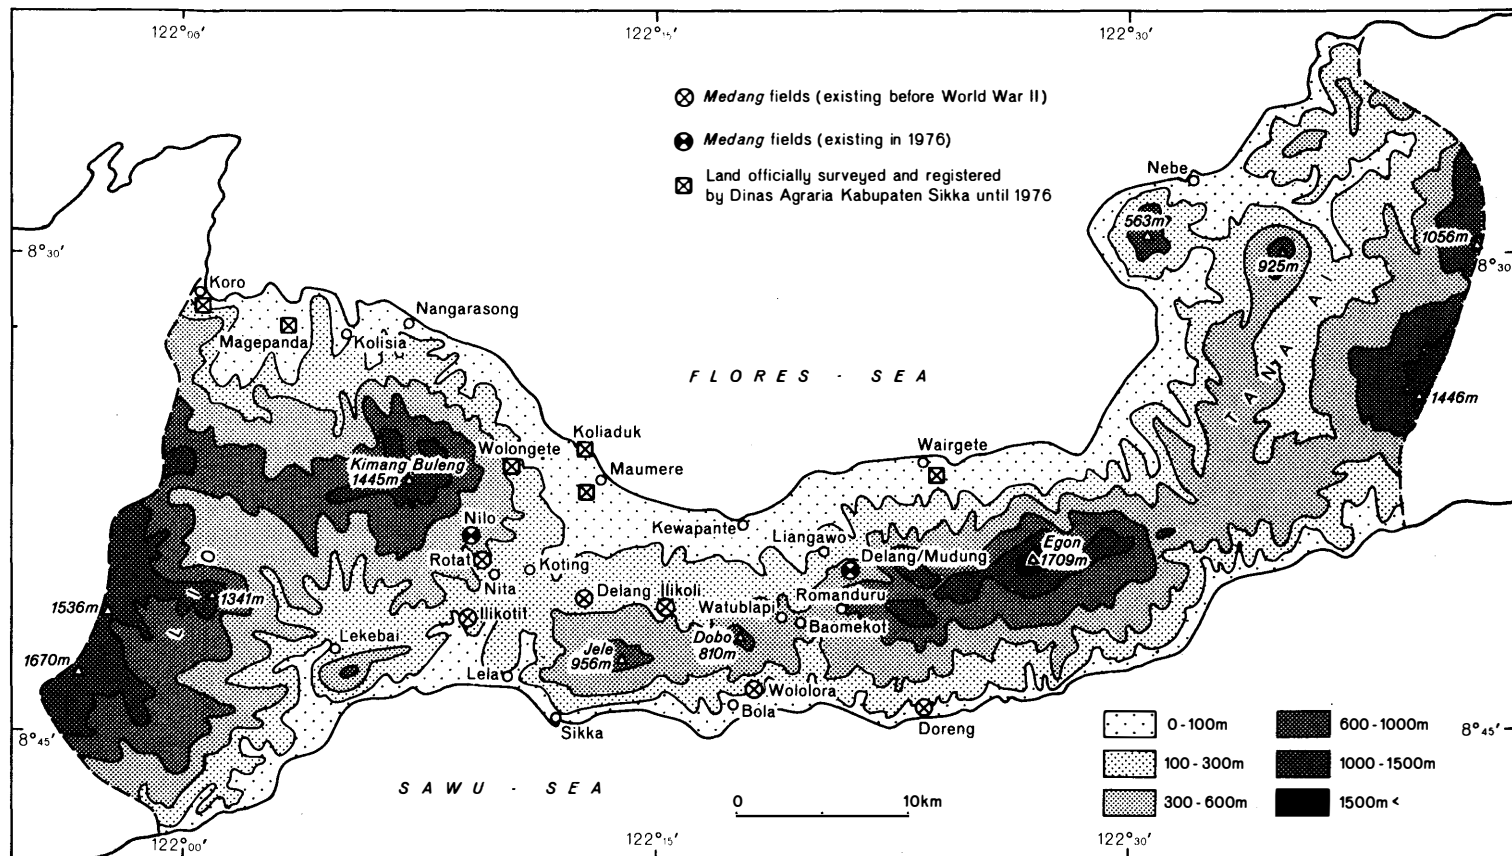 122°00′
122°15′
122°30′
Medang fields (existing before World War II)
Medang fields (existing in 1976)
Land officially surveyed and registered
by Dinas Agraria Kabupaten Sikka until 1976
Nebe
563m
1056m
8°30′
8°30′
925m
Koro
Nangarasong
Magepanda
Kolisia
FLORES - SEA
TANA AI
1446m
Koliaduk
Wolongete
Wairgete
Kimang Buleng
1445m
Maumere
Nilo
Kewapante
Liangawo
Egon
1709m
Rotat
Koting
Delang/Mudung
Nita
Delang
Ilikoli
Romanduru
1536m
1341m
LIO
Ilikotit
Watublapi
Baomekot
Lekebai
Jele
956m
Dobo
810m
1670m
Lela
Wololora
Bola
Sikka
Doreng
8°45′
8°45′
0-100m
600-1000m
100-300m
1000-1500m
300-600m
1500m<
SAWU - SEA
0
10km
122°00′
122°15′
122°30′